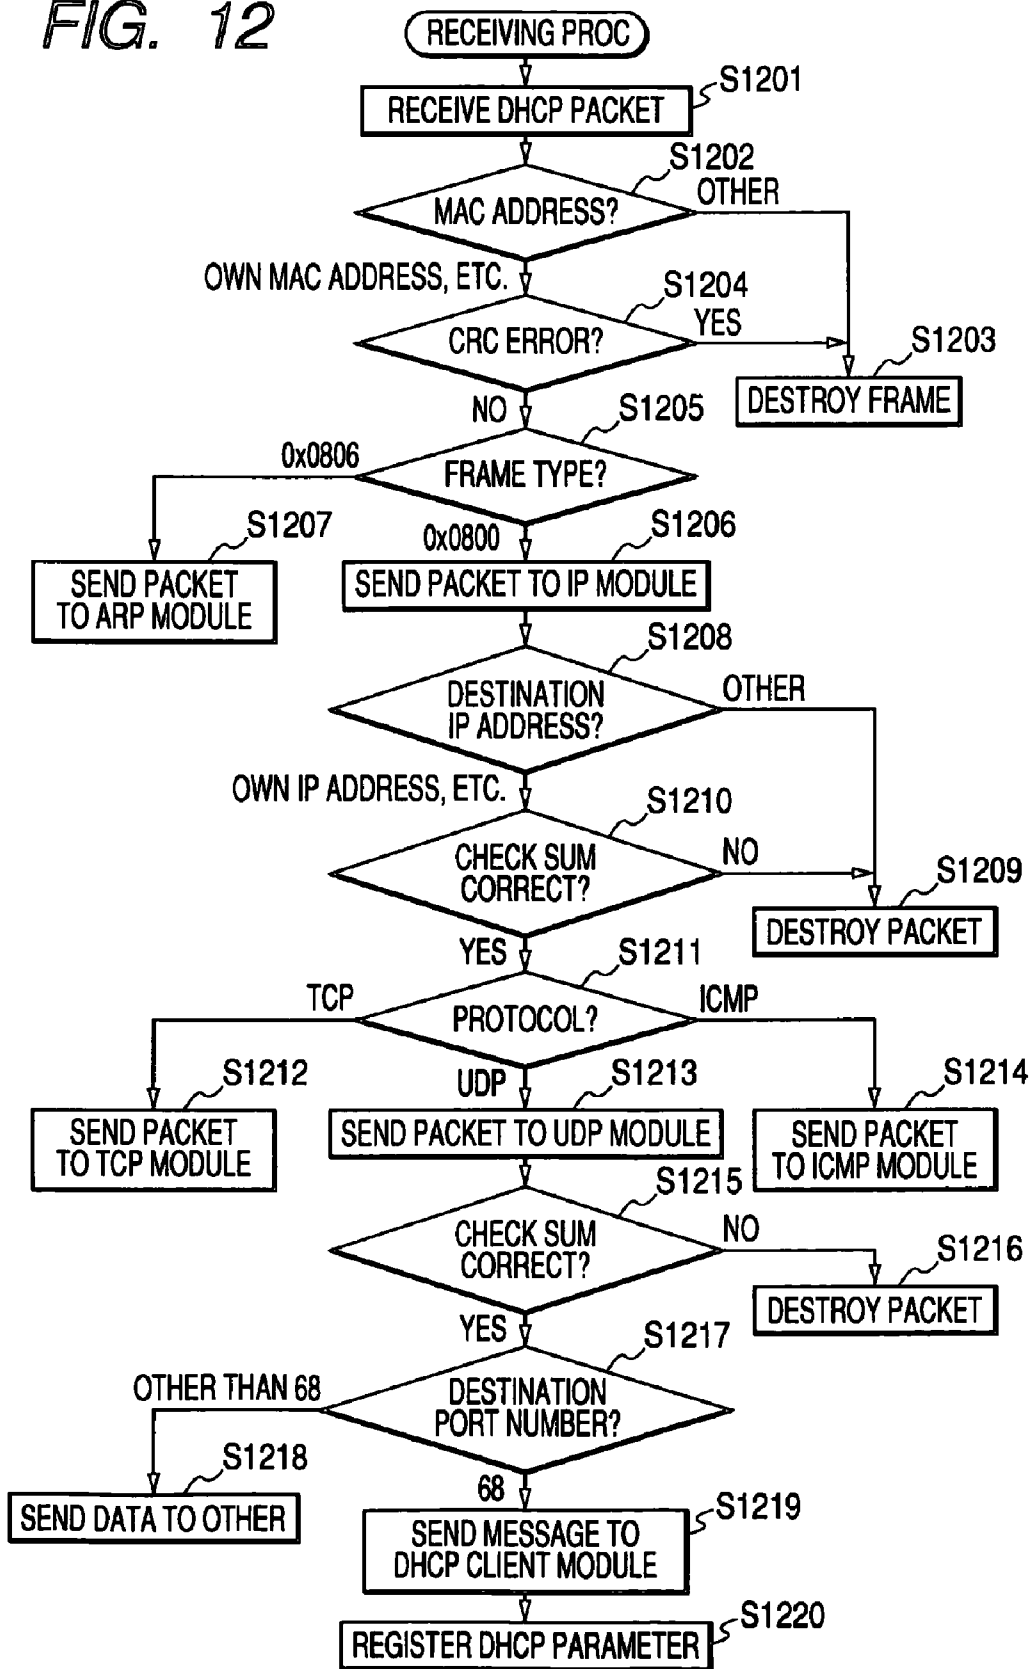 FIG. 12
RECEIVING PROC
S1201
RECEIVE DHCP PACKET
S1202
MAC ADDRESS?
OTHER
OWN MAC ADDRESS, ETC.
S1204
CRC ERROR?
YES
S1203
DESTROY FRAME
NO
S1205
0x0806
FRAME TYPE?
S1207
0x0800
S1206
SEND PACKET
TO ARP MODULE
SEND PACKET TO IP MODULE
S1208
DESTINATION
IP ADDRESS?
OTHER
OWN IP ADDRESS, ETC.
S1210
CHECK SUM
CORRECT?
NO
S1209
DESTROY PACKET
YES
S1211
TCP
PROTOCOL?
ICMP
S1212
UDP
S1213
S1214
SEND PACKET
TO TCP MODULE
SEND PACKET TO UDP MODULE
SEND PACKET
TO ICMP MODULE
S1215
CHECK SUM
CORRECT?
NO
S1216
DESTROY PACKET
YES
S1217
OTHER THAN 68
DESTINATION
PORT NUMBER?
S1218
SEND DATA TO OTHER
68
S1219
SEND MESSAGE TO
DHCP CLIENT MODULE
S1220
REGISTER DHCP PARAMETER